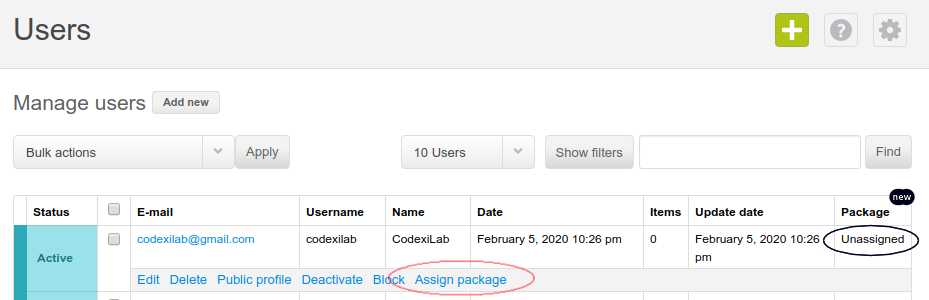 Users
?
Manage users Add new
Bulk actions Apply 10 Users Show filters Find
new
Status E-mail Username Name Date Items Update date Package
Active codexilab@gmail.com codexilab CodexiLab February 5, 2020 10:26 pm 0 February 5, 2020 10:26 pm Unassigned
Edit Delete Public profile Deactivate Block Assign package